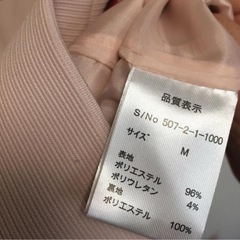 品質表示
S/No 507-2-1-1000
サイズ
M
表地
ポリエステル 96%
ポリウレタン 4%
裏地
ポリエステル 100%